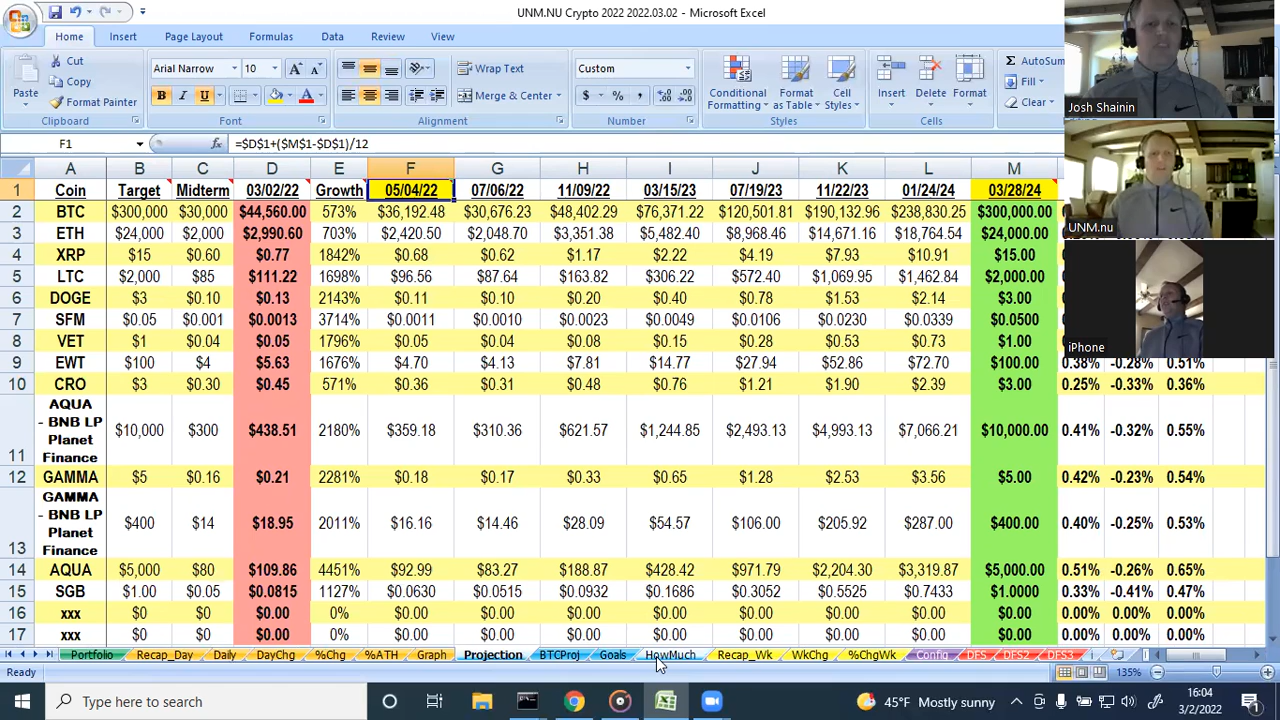 UNM.NU Crypto 2022 2022.03.02 - Microsoft Excel
Home Insert Page Layout Formulas Data Review View
Paste Cut Copy Format Painter Clipboard
Arial Narrow 10 A A B I U A Font
Wrap Text Merge & Center Alignment
Custom $ % , Number
Conditional Formatting Format as Table Cell Styles Styles
Insert Delete Format Cells
AutoSum Fill Clear
Josh Shainin
UNM.nu
iPhone
F1 =$D$1+($M$1-$D$1)/12
A B C D E F G H I J K L M
1 Coin Target Midterm 03/02/22 Growth 05/04/22 07/06/22 11/09/22 03/15/23 07/19/23 11/22/23 01/24/24 03/28/24
2 BTC $300,000 $30,000 $44,560.00 573% $36,192.48 $30,676.23 $48,402.29 $76,371.22 $120,501.81 $190,132.96 $238,830.25 $300,000.00
3 ETH $24,000 $2,000 $2,990.60 703% $2,420.50 $2,048.70 $3,351.38 $5,482.40 $8,968.46 $14,671.16 $18,764.54 $24,000.00
4 XRP $15 $0.60 $0.77 1842% $0.68 $0.62 $1.17 $2.22 $4.19 $7.93 $10.91 $15.00
5 LTC $2,000 $85 $111.22 1698% $96.56 $87.64 $163.82 $306.22 $572.40 $1,069.95 $1,462.84 $2,000.00
6 DOGE $3 $0.10 $0.13 2143% $0.11 $0.10 $0.20 $0.40 $0.78 $1.53 $2.14 $3.00
7 SFM $0.05 $0.001 $0.0013 3714% $0.0011 $0.0010 $0.0023 $0.0049 $0.0106 $0.0230 $0.0339 $0.0500
8 VET $1 $0.04 $0.05 1796% $0.05 $0.04 $0.08 $0.15 $0.28 $0.53 $0.73 $1.00
9 EWT $100 $4 $5.63 1676% $4.70 $4.13 $7.81 $14.77 $27.94 $52.86 $72.70 $100.00 0.38% -0.28% 0.51%
10 CRO $3 $0.30 $0.45 571% $0.36 $0.31 $0.48 $0.76 $1.21 $1.90 $2.39 $3.00 0.25% -0.33% 0.36%
11 AQUA - BNB LP Planet Finance $10,000 $300 $438.51 2180% $359.18 $310.36 $621.57 $1,244.85 $2,493.13 $4,993.13 $7,066.21 $10,000.00 0.41% -0.32% 0.55%
12 GAMMA $5 $0.16 $0.21 2281% $0.18 $0.17 $0.33 $0.65 $1.28 $2.53 $3.56 $5.00 0.42% -0.23% 0.54%
13 GAMMA - BNB LP Planet Finance $400 $14 $18.95 2011% $16.16 $14.46 $28.09 $54.57 $106.00 $205.92 $287.00 $400.00 0.40% -0.25% 0.53%
14 AQUA $5,000 $80 $109.86 4451% $92.99 $83.27 $188.87 $428.42 $971.79 $2,204.30 $3,319.87 $5,000.00 0.51% -0.26% 0.65%
15 SGB $1.00 $0.05 $0.0815 1127% $0.0630 $0.0515 $0.0932 $0.1686 $0.3052 $0.5525 $0.7433 $1.0000 0.33% -0.41% 0.47%
16 xxx $0 $0 $0.00 0% $0.00 $0.00 $0.00 $0.00 $0.00 $0.00 $0.00 $0.00 0.00% 0.00% 0.00%
17 xxx $0 $0 $0.00 0% $0.00 $0.00 $0.00 $0.00 $0.00 $0.00 $0.00 $0.00 0.00% 0.00% 0.00%
Portfolio Recap_Day Daily DayChg %Chg %ATH Graph Projection BTCProj Goals HowMuch Recap_Wk WkChg %ChgWk Config DFS DFS2 DFS3
Ready 135%
Type here to search 45°F Mostly sunny 16:04
3/2/2022 1